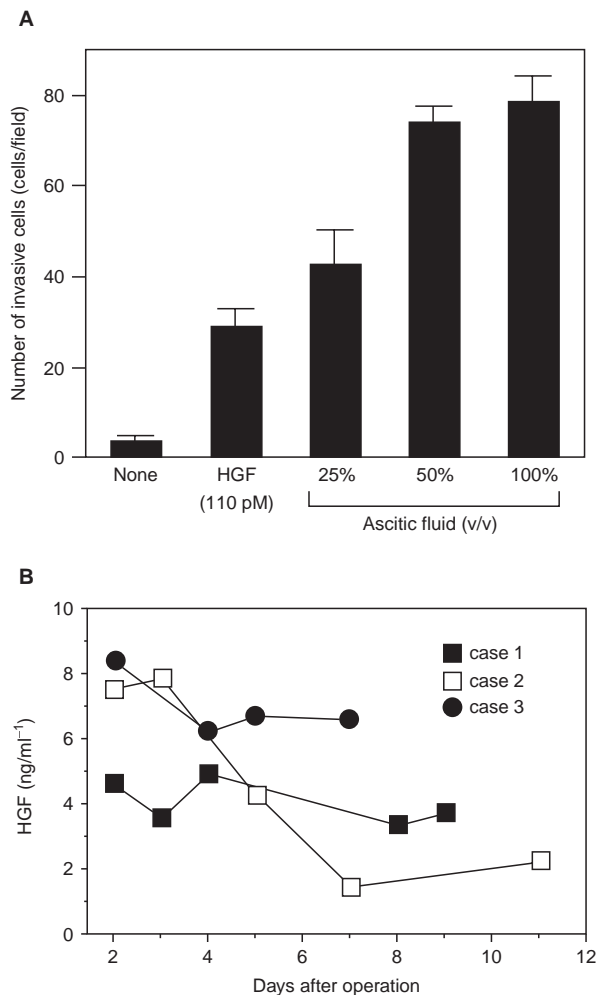 A
Number of invasive cells (cells/field)
80
60
40
20
0
None
HGF
(110 pM)
25%
50%
100%
Ascitic fluid (v/v)
B
HGF (ng/ml⁻¹)
10
8
6
4
2
0
case 1
case 2
case 3
2
4
6
8
10
12
Days after operation